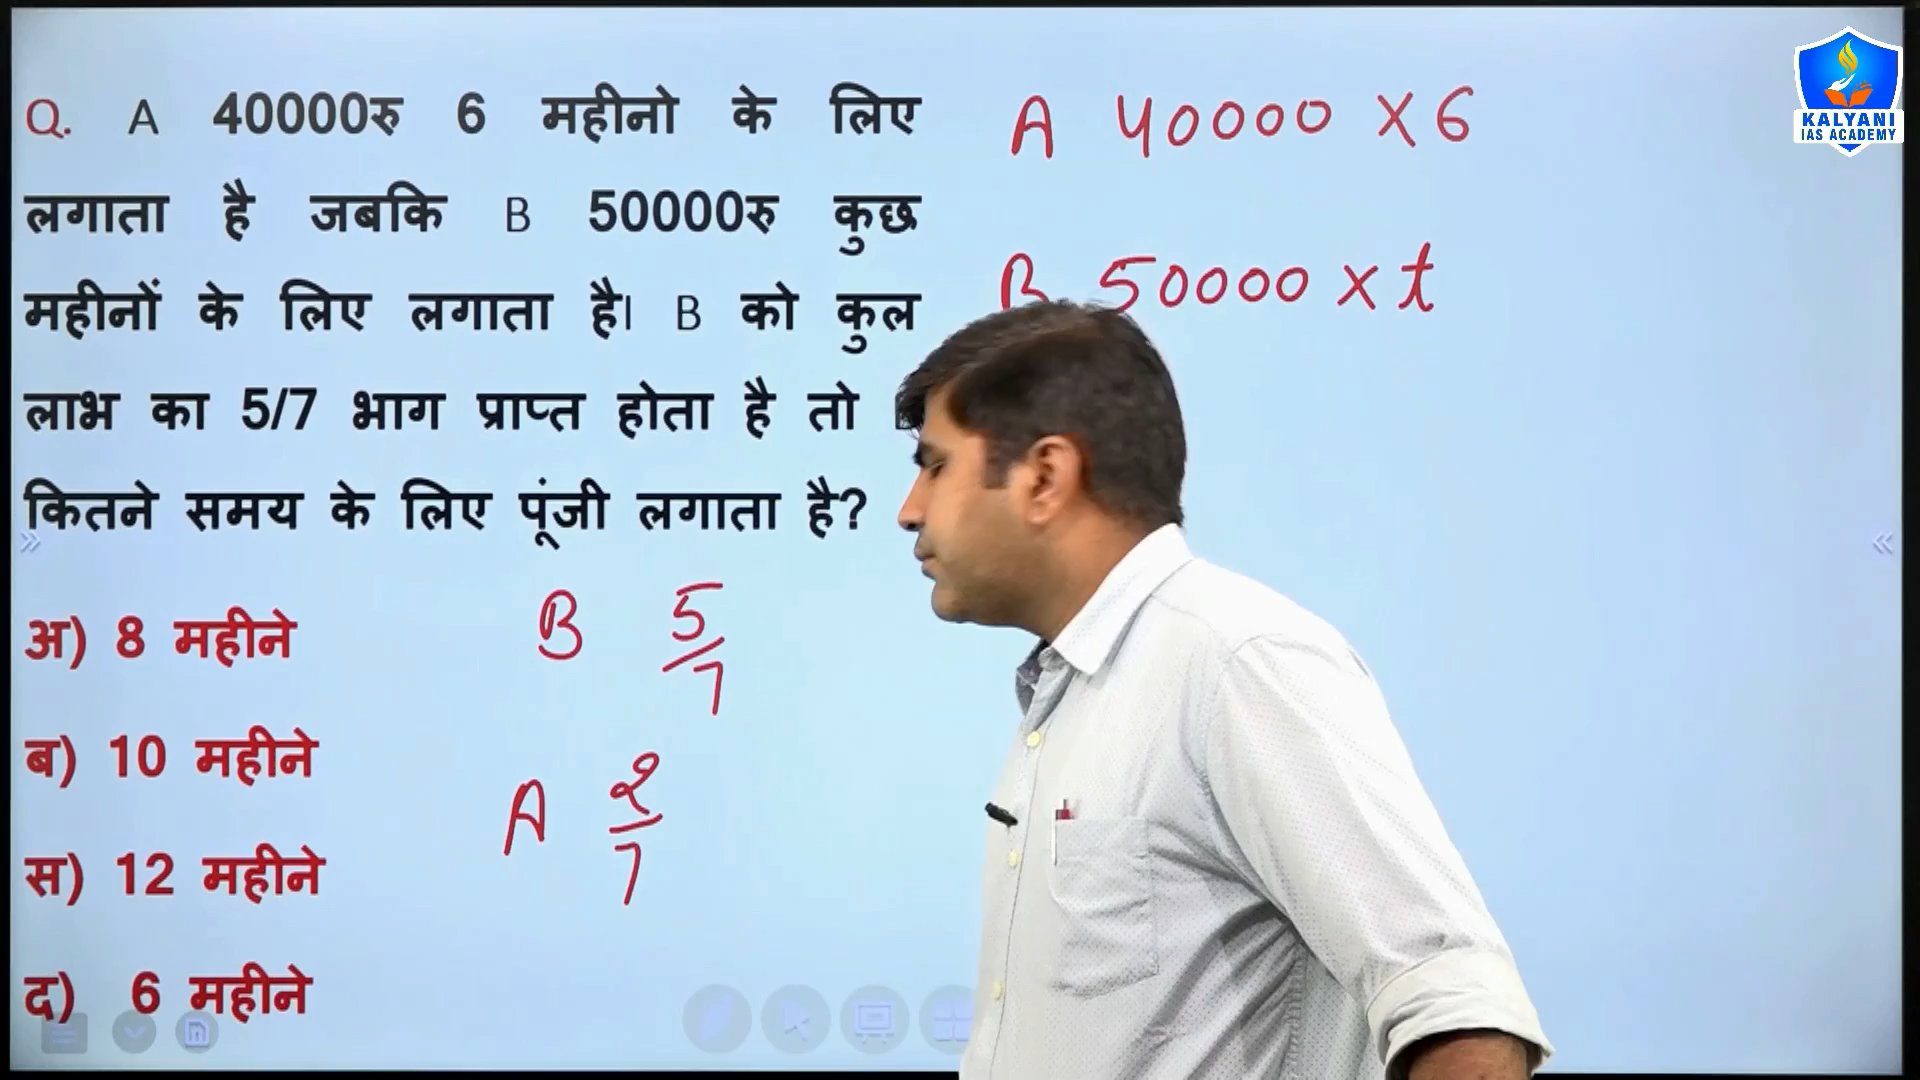 Q. A 40000रु 6 महीनो के लिए
लगाता है जबकि B 50000रु कुछ
महीनों के लिए लगाता है। B को कुल
लाभ का 5/7 भाग प्राप्त होता है तो
कितने समय के लिए पूंजी लगाता है?
अ) 8 महीने
ब) 10 महीने
स) 12 महीने
द) 6 महीने
B 5/7
A 2/7
A 40000 × 6
B 50000 × t
KALYANI
IAS ACADEMY